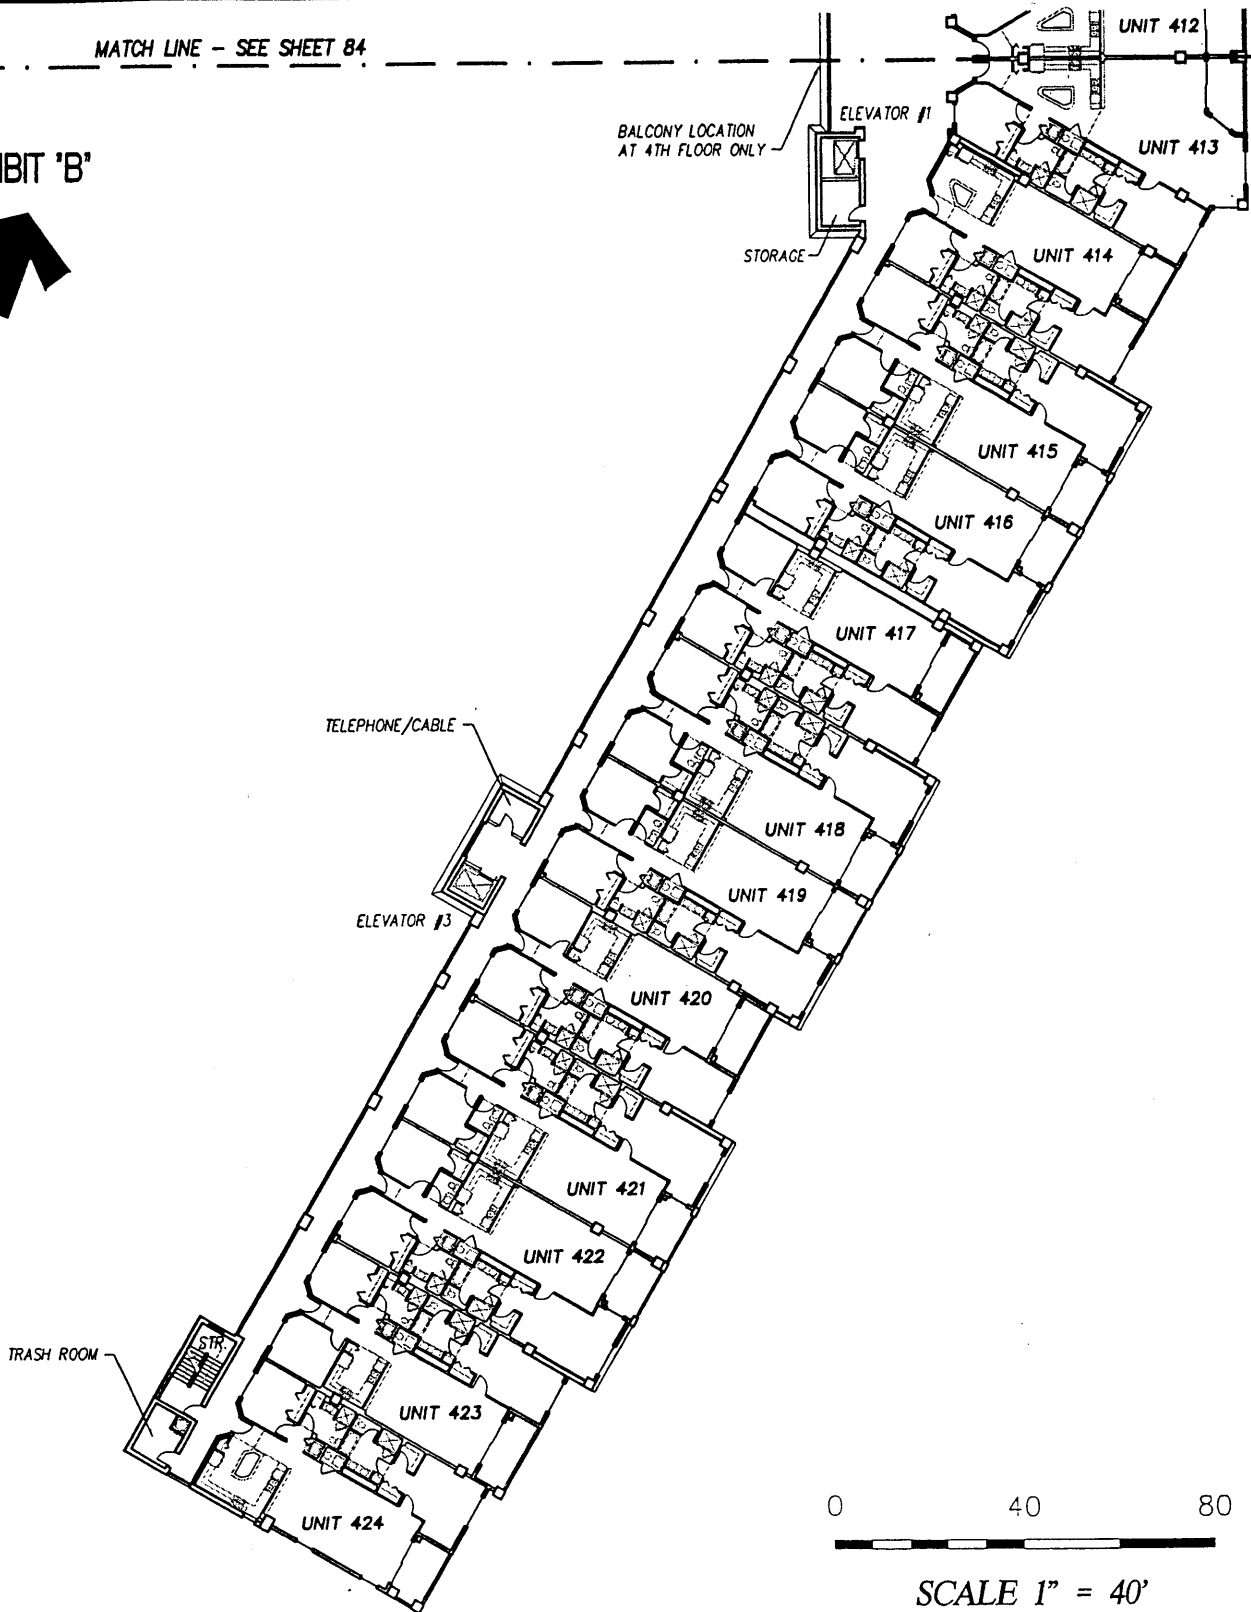 UNIT 412
MATCH LINE - SEE SHEET 84
ELEVATOR #1
BALCONY LOCATION
AT 4TH FLOOR ONLY
UNIT 413
IBIT "B"
STORAGE
UNIT 414
UNIT 415
UNIT 416
UNIT 417
TELEPHONE/CABLE
UNIT 418
UNIT 419
ELEVATOR #3
UNIT 420
UNIT 421
UNIT 422
STR.
TRASH ROOM
UNIT 423
UNIT 424
0 40 80
SCALE 1" = 40'